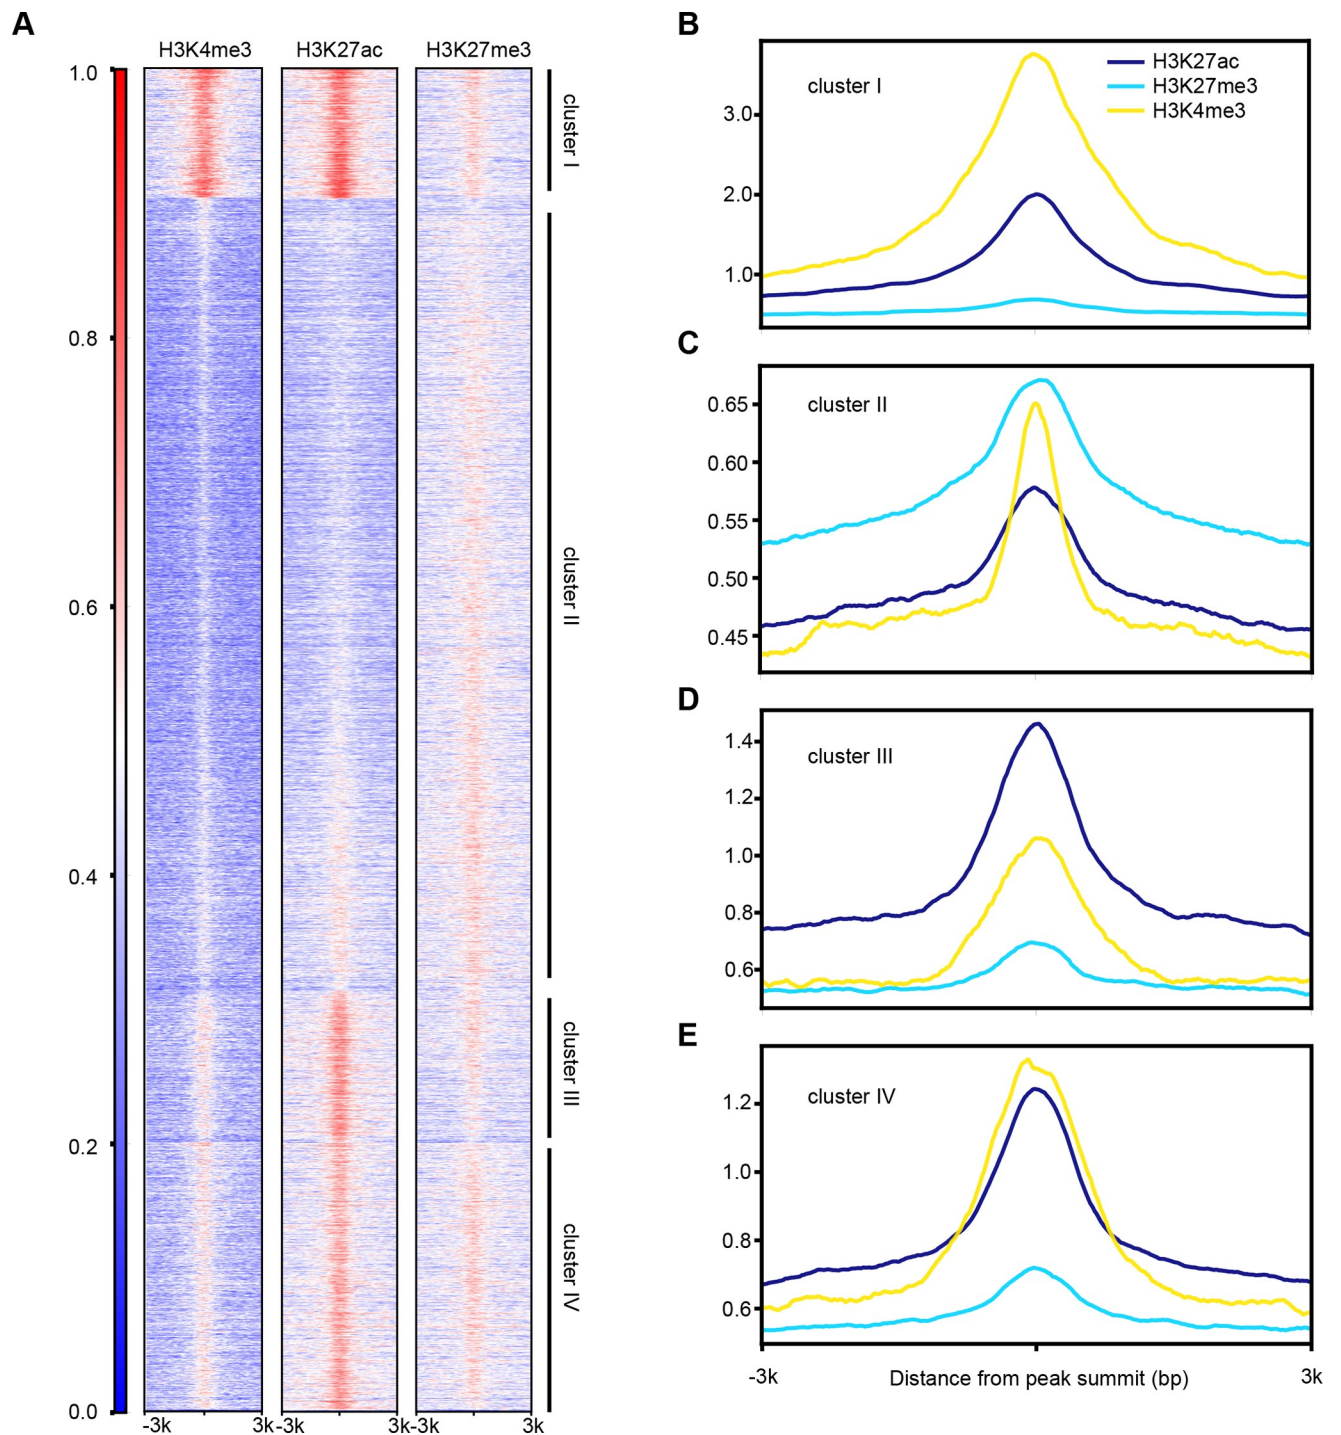 A
H3K4me3 H3K27ac H3K27me3
1.0
0.8
0.6
0.4
0.2
0.0
cluster I
cluster II
cluster III
cluster IV
-3k 3k -3k 3k -3k 3k
B
cluster I
H3K27ac
H3K27me3
H3K4me3
3.0
2.0
1.0
C
cluster II
0.65
0.60
0.55
0.50
0.45
D
cluster III
1.4
1.2
1.0
0.8
0.6
E
cluster IV
1.2
1.0
0.8
0.6
-3k Distance from peak summit (bp) 3k